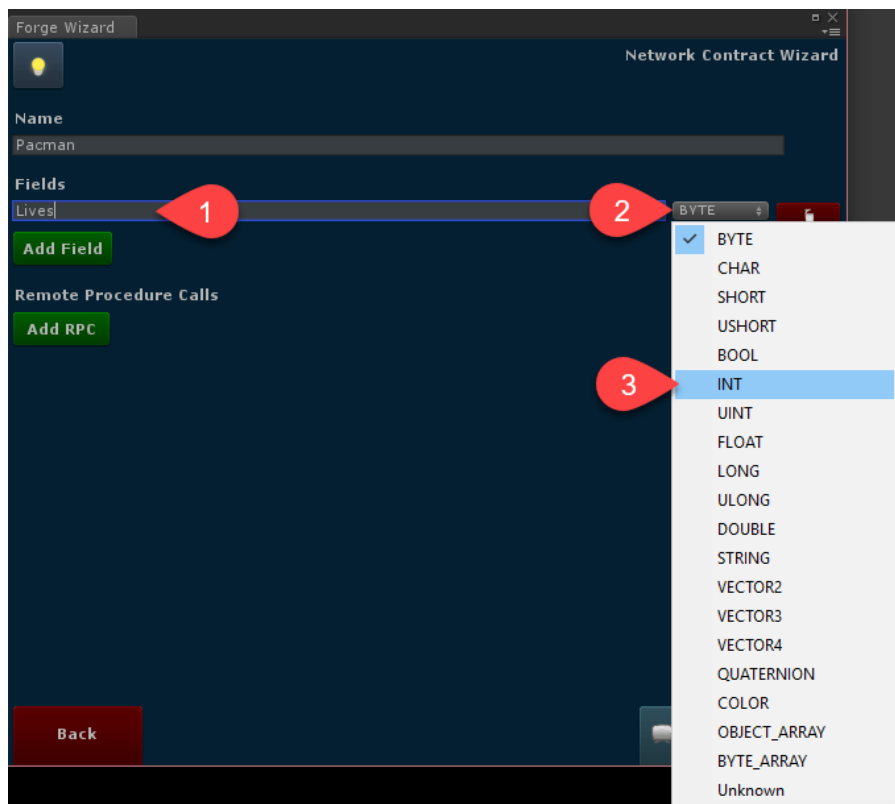 Forge Wizard
Network Contract Wizard
Name
Pacman
Fields
Lives
1
2
BYTE
Add Field
Remote Procedure Calls
Add RPC
BYTE
CHAR
SHORT
USHORT
BOOL
3
INT
UINT
FLOAT
LONG
ULONG
DOUBLE
STRING
VECTOR2
VECTOR3
VECTOR4
QUATERNION
COLOR
OBJECT_ARRAY
BYTE_ARRAY
Unknown
Back